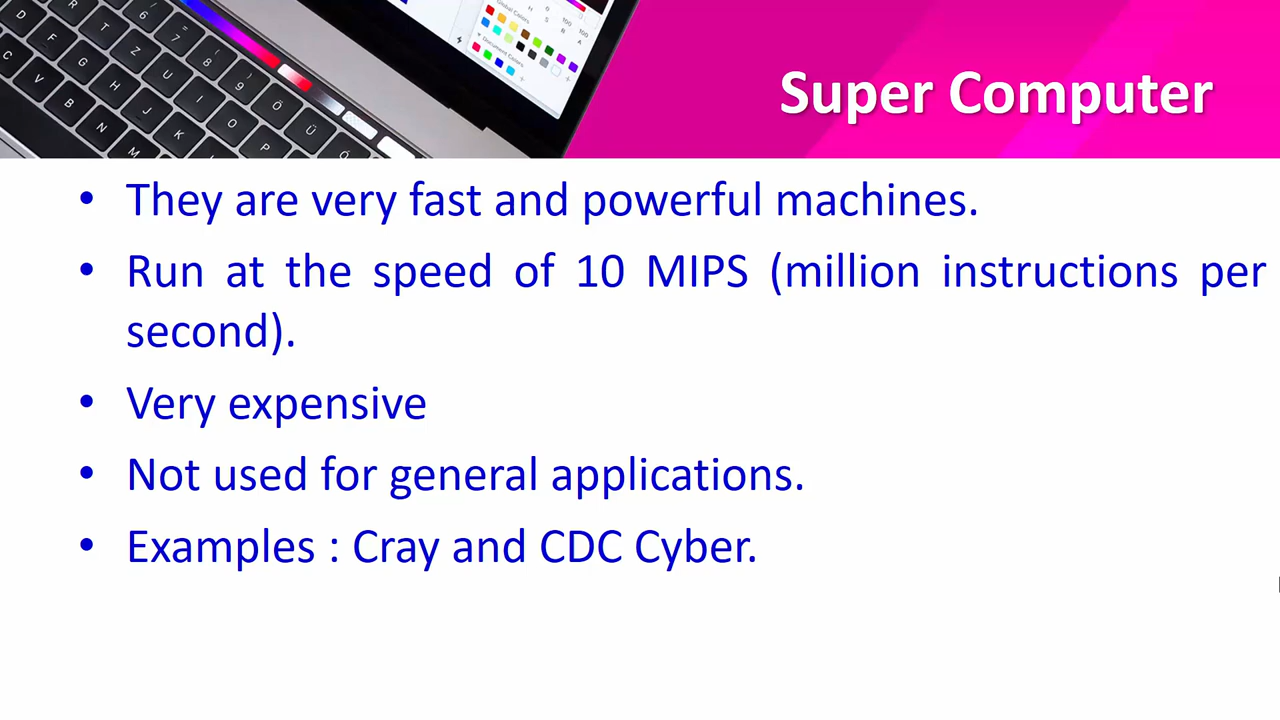 Super Computer
• They are very fast and powerful machines.
• Run at the speed of 10 MIPS (million instructions per
second).
• Very expensive
• Not used for general applications.
• Examples : Cray and CDC Cyber.